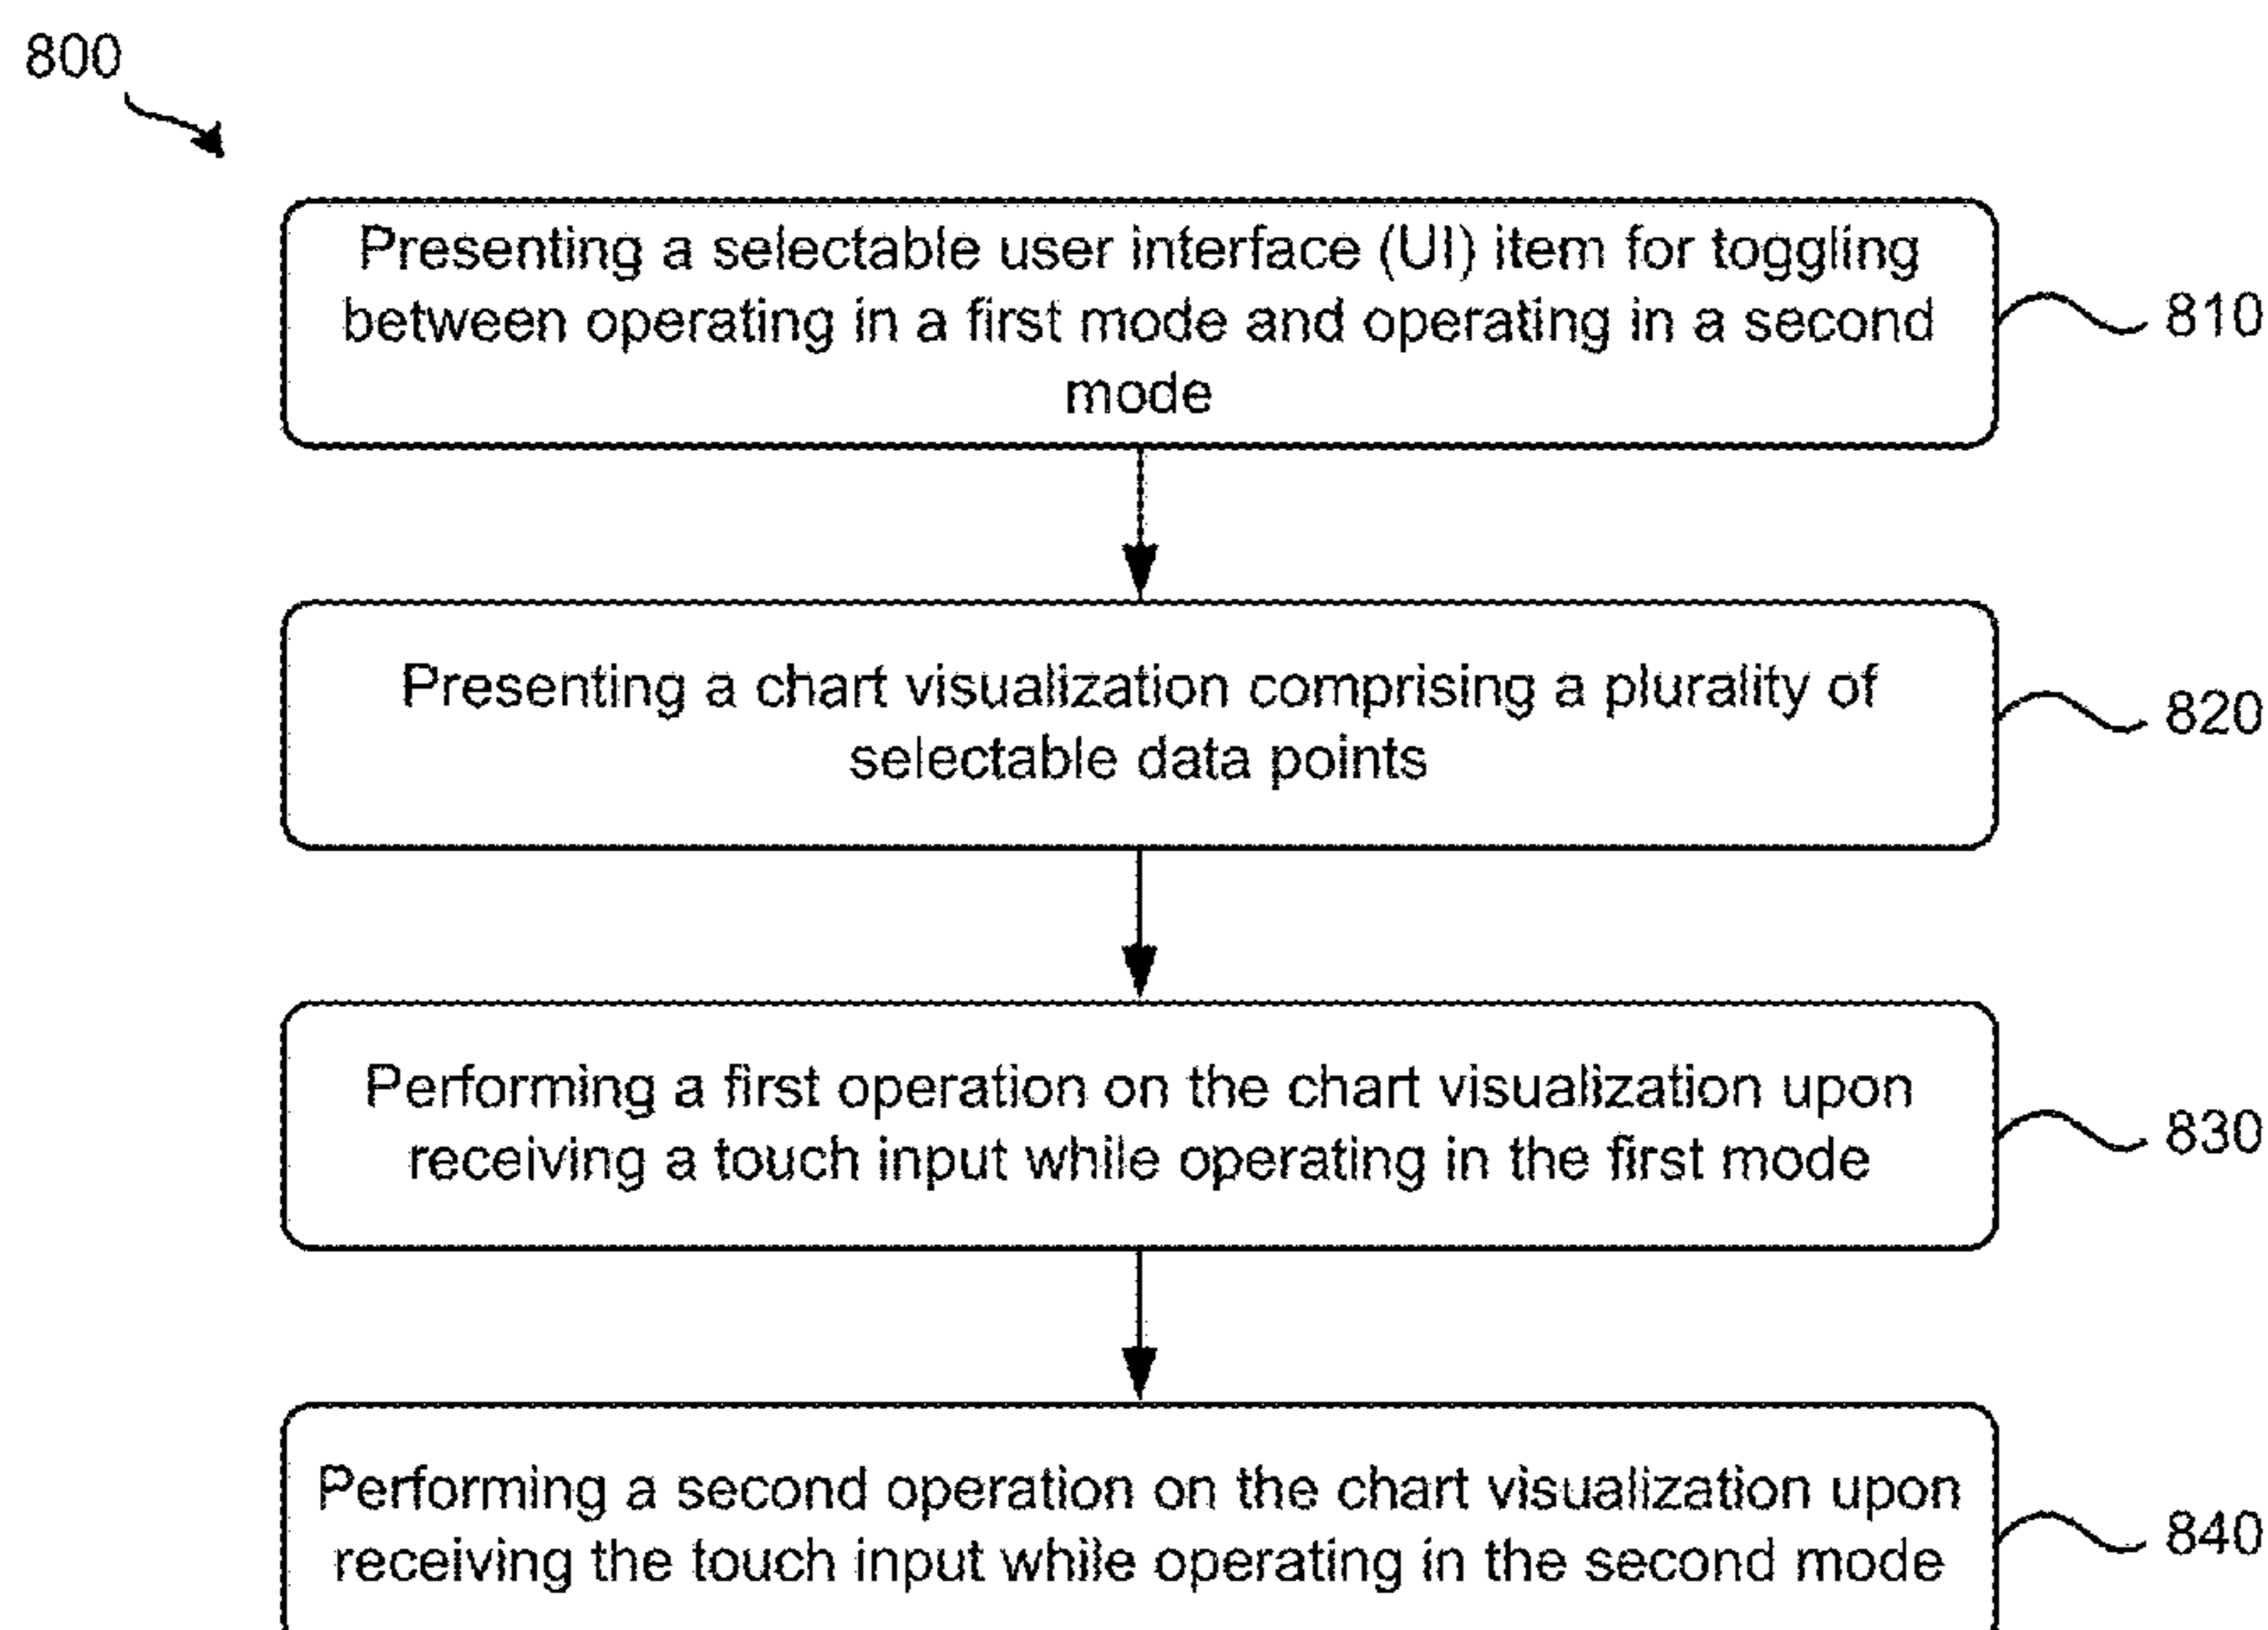 800
Presenting a selectable user interface (UI) item for toggling
between operating in a first mode and operating in a second
mode
810
Presenting a chart visualization comprising a plurality of
selectable data points
820
Performing a first operation on the chart visualization upon
receiving a touch input while operating in the first mode
830
Performing a second operation on the chart visualization upon
receiving the touch input while operating in the second mode
840